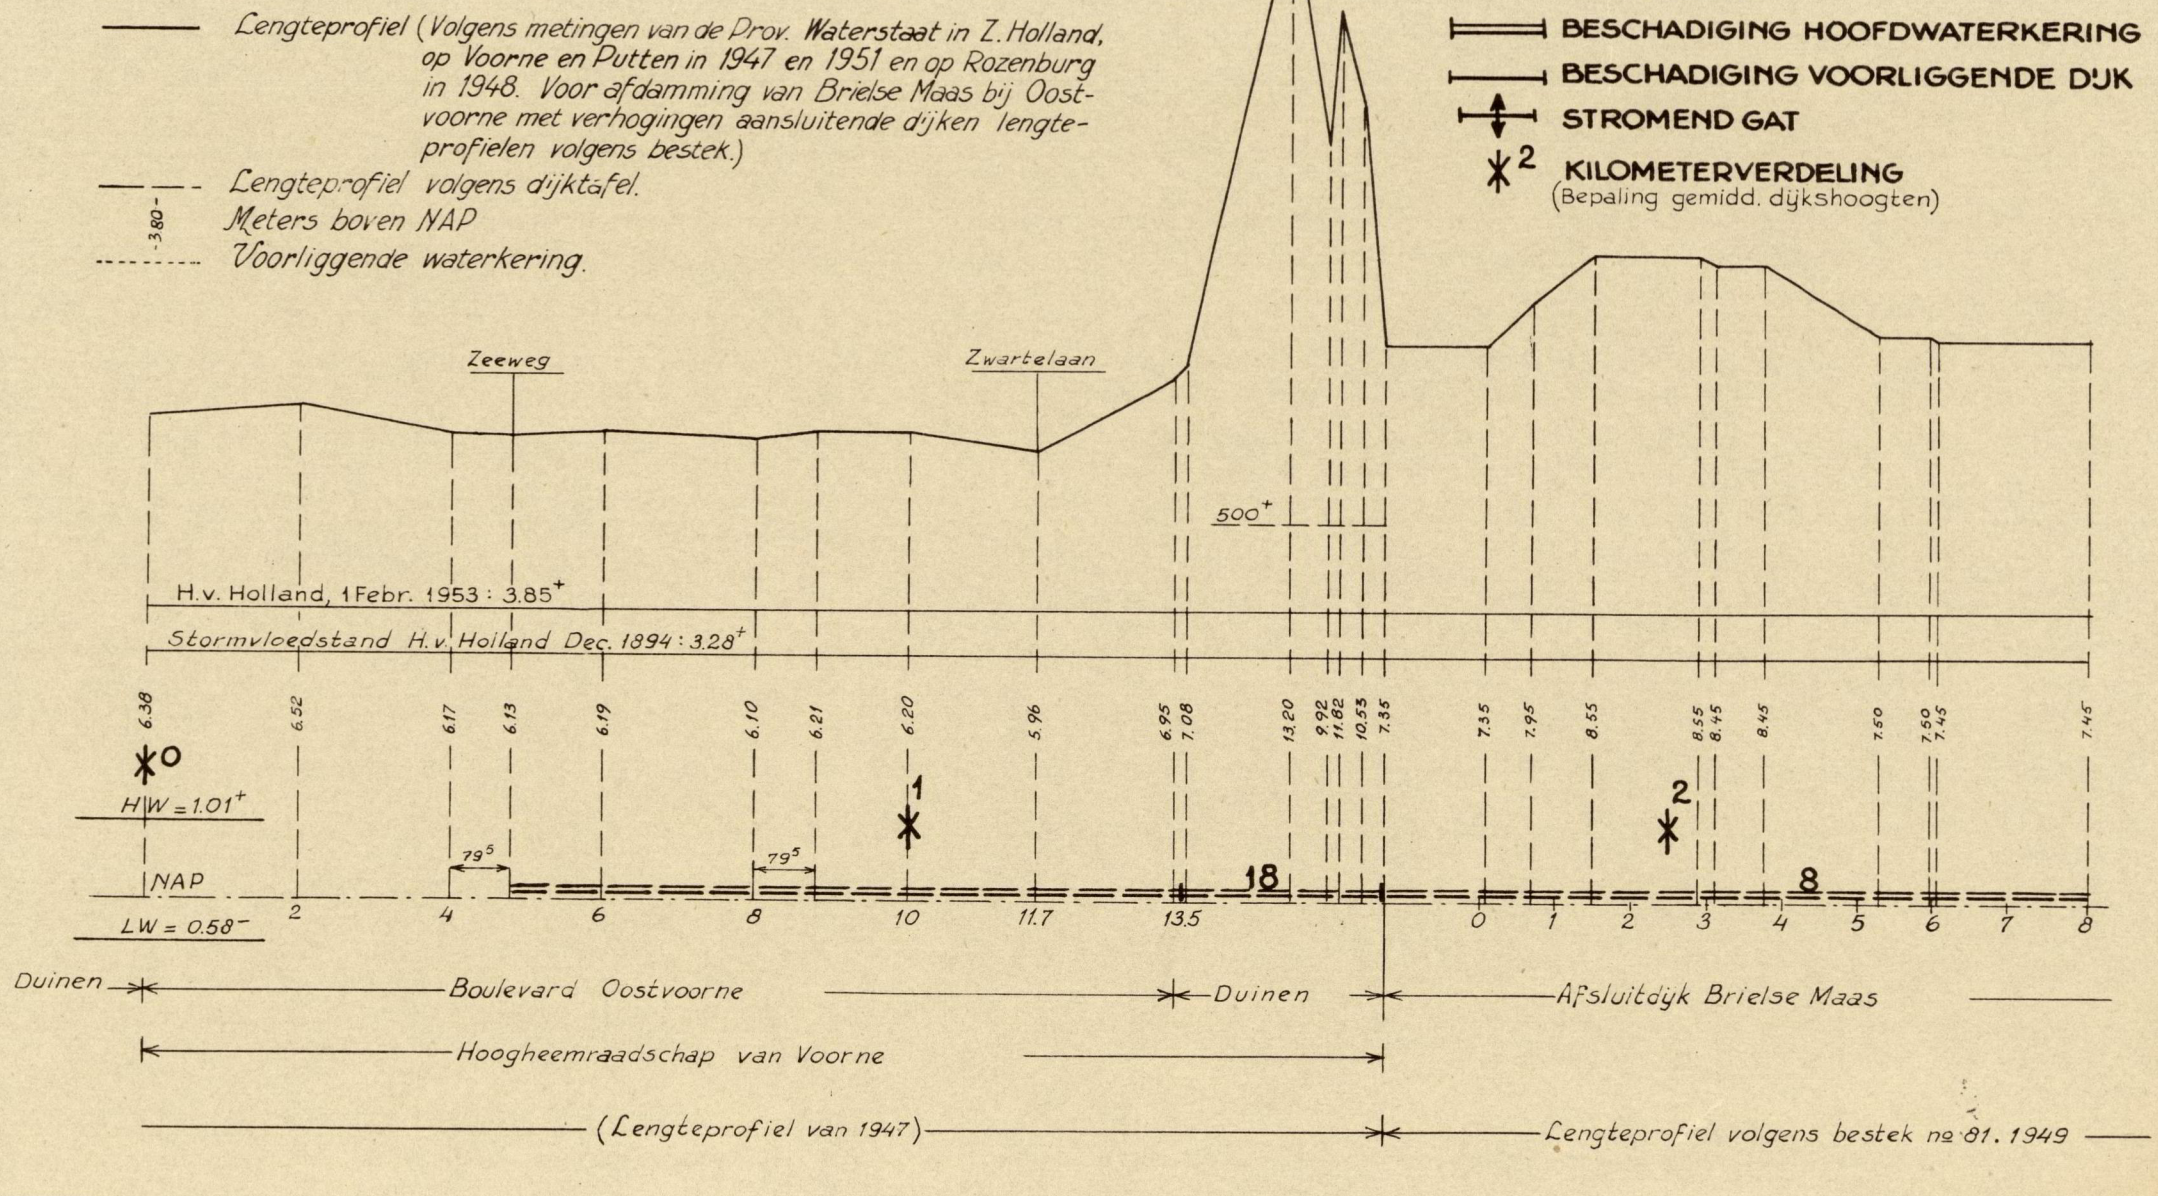 Lengteprofiel (Volgens metingen van de Prov. Waterstaat in Z. Holland,
op Voorne en Putten in 1947 en 1951 en op Rozenburg
in 1948. Voor afdamming van Brielse Maas bij Oost-
voorne met verhogingen aansluitende dijken lengte-
profielen volgens bestek.)
Lengteprofiel volgens dijktafel.
-380- Meters boven NAP
Voorliggende waterkering.
BESCHADIGING HOOFDWATERKERING
BESCHADIGING VOORLIGGENDE DIJK
STROMEND GAT
2 KILOMETERVERDELING
(Bepaling gemidd. dijkshoogten)
Zeeweg
Zwartelaan
500+
H.v. Holland, 1 Febr. 1953 : 3.85+
Stormvloedstand H.v. Holland Dec. 1894 : 3.28+
6.38 6.52 6.17 6.13 6.19 6.10 6.21 6.20 5.96 6.95 7.08 13.20 9.92 11.82 10.53 7.35 7.35 7.95 8.55 8.55 8.45 8.45 7.50 7.50 7.45 7.45
0 1 2
HW = 1.01+
79⁵ 79⁵
NAP 18 8
2 4 6 8 10 11.7 13.5 0 1 2 3 4 5 6 7 8
LW = 0.58-
Duinen Boulevard Oostvoorne Duinen Afsluitdijk Brielse Maas
Hoogheemraadschap van Voorne
(Lengteprofiel van 1947) Lengteprofiel volgens bestek no 81. 1949